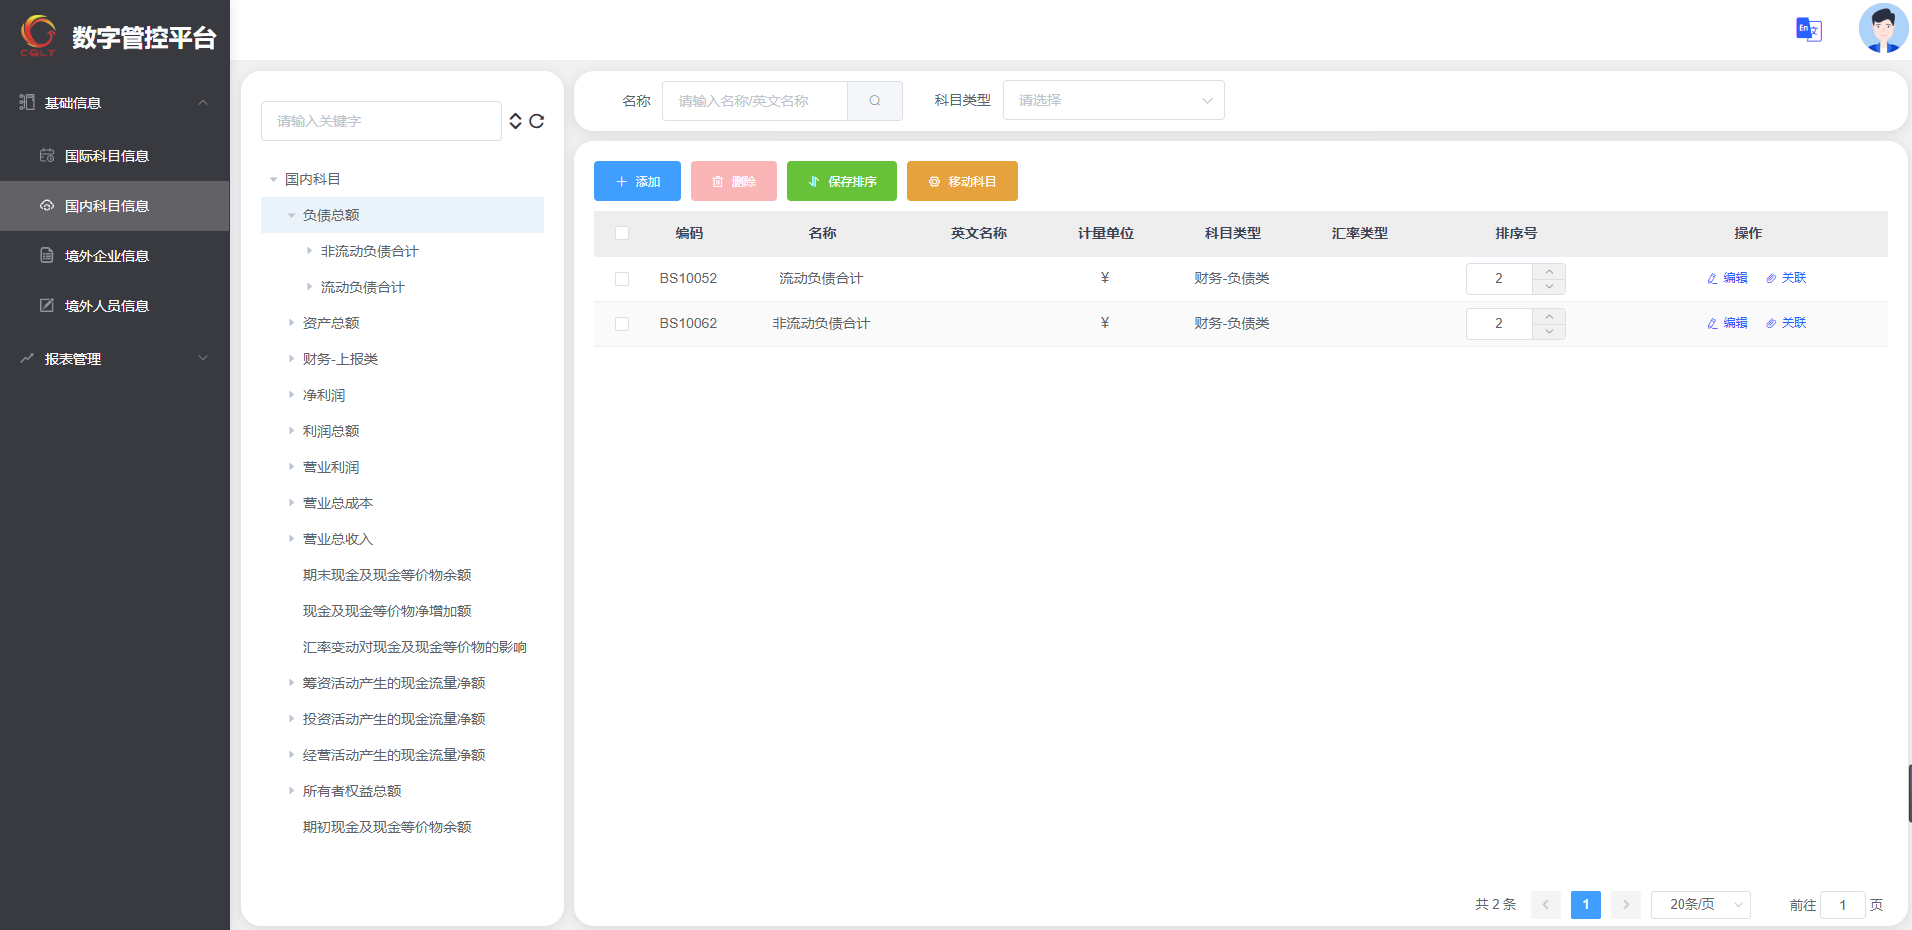 CGLT
数字管控平台
En 文
基础信息
国际科目信息
国内科目信息
境外企业信息
境外人员信息
报表管理
请输入关键字
国内科目
负债总额
非流动负债合计
流动负债合计
资产总额
财务-上报类
净利润
利润总额
营业利润
营业总成本
营业总收入
期末现金及现金等价物余额
现金及现金等价物净增加额
汇率变动对现金及现金等价物的影响
筹资活动产生的现金流量净额
投资活动产生的现金流量净额
经营活动产生的现金流量净额
所有者权益总额
期初现金及现金等价物余额
名称 请输入名称/英文名称 科目类型 请选择
添加 删除 保存排序 移动科目
编码 名称 英文名称 计量单位 科目类型 汇率类型 排序号 操作
BS10052 流动负债合计 ¥ 财务-负债类 2 编辑 关联
BS10062 非流动负债合计 ¥ 财务-负债类 2 编辑 关联
共 2 条 1 20条/页 前往 1 页